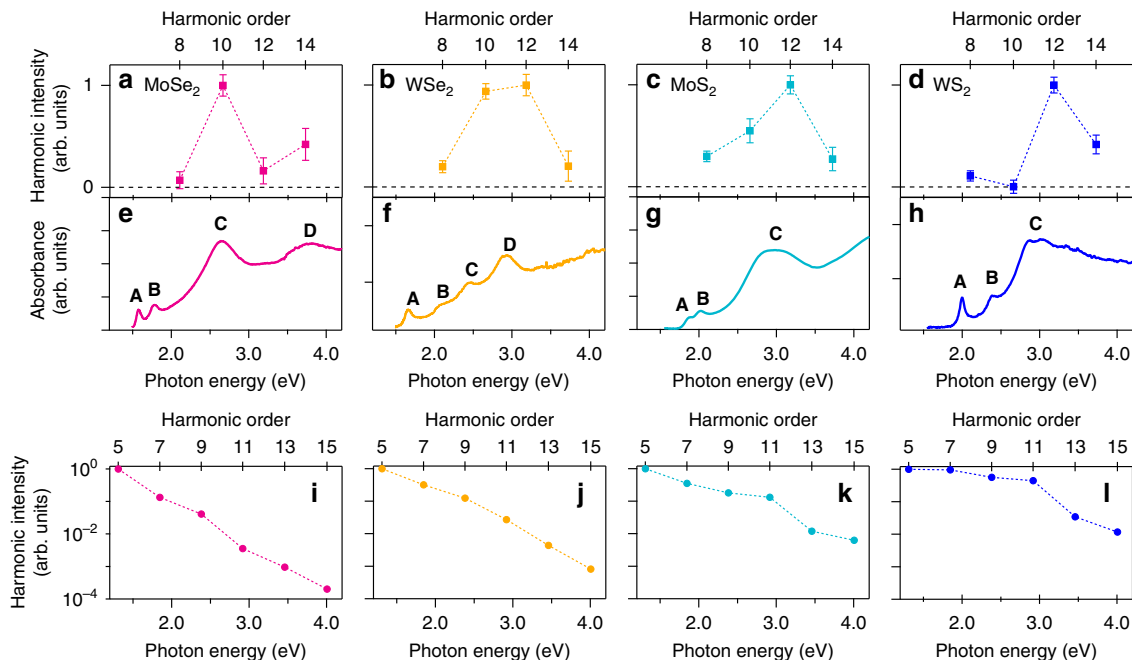 Harmonic order Harmonic order Harmonic order Harmonic order
8 10 12 14 8 10 12 14 8 10 12 14 8 10 12 14
a MoSe2 b WSe2 c MoS2 d WS2
Harmonic intensity
(arb. units)
1
0
e A B C D f A B C D g A B C h A B C
Absorbance
(arb. units)
2.0 3.0 4.0 2.0 3.0 4.0 2.0 3.0 4.0 2.0 3.0 4.0
Photon energy (eV) Photon energy (eV) Photon energy (eV) Photon energy (eV)
Harmonic order Harmonic order Harmonic order Harmonic order
5 7 9 11 13 15 5 7 9 11 13 15 5 7 9 11 13 15 5 7 9 11 13 15
i j k l
Harmonic intensity
(arb. units)
10^0
10^−2
10^−4
2.0 3.0 4.0 2.0 3.0 4.0 2.0 3.0 4.0 2.0 3.0 4.0
Photon energy (eV) Photon energy (eV) Photon energy (eV) Photon energy (eV)